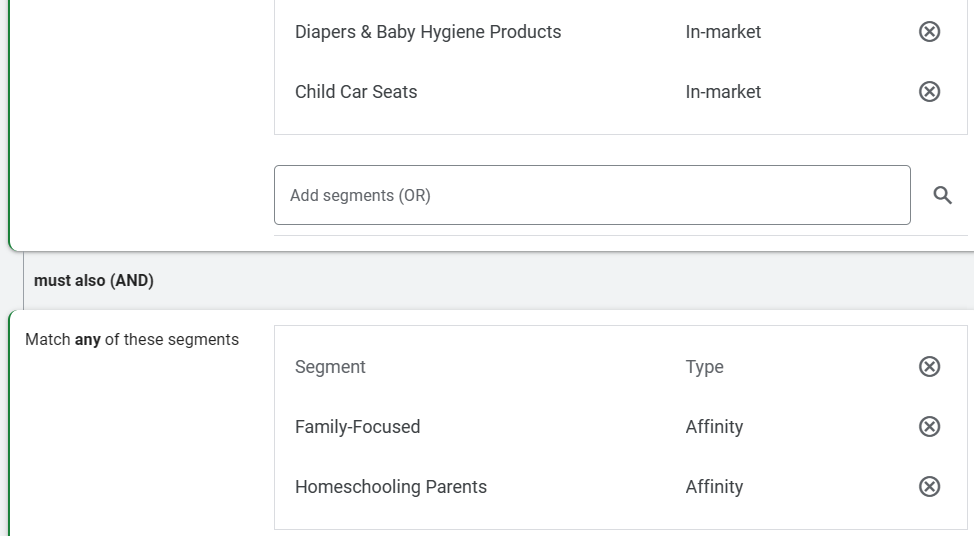 Diapers & Baby Hygiene Products In-market
Child Car Seats In-market
Add segments (OR)
must also (AND)
Match any of these segments
Segment Type
Family-Focused Affinity
Homeschooling Parents Affinity